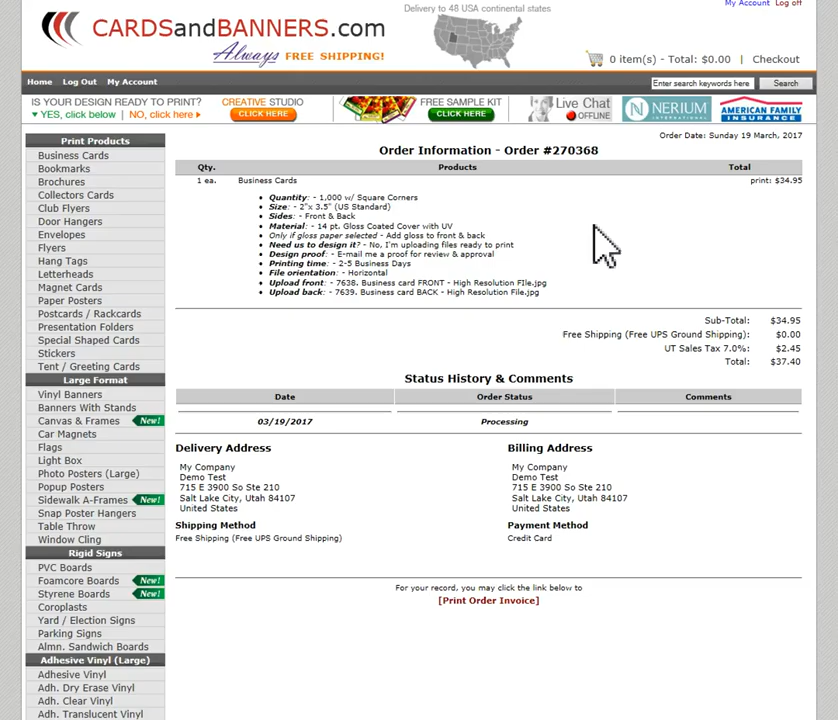 Delivery to 48 USA continental states
My Account Log off
CARDSandBANNERS.com
Always FREE SHIPPING!
0 item(s) - Total: $0.00 | Checkout
Home Log Out My Account
Enter search keywords here Search
IS YOUR DESIGN READY TO PRINT?
▼ YES, click below | NO, click here ▶
CREATIVE STUDIO
CLICK HERE
FREE SAMPLE KIT
CLICK HERE
Live Chat
OFFLINE
N NERIUM
INTERNATIONAL
AMERICAN FAMILY
INSURANCE
Order Date: Sunday 19 March, 2017
Order Information - Order #270368
Qty. Products Total
1 ea. Business Cards print: $34.95
• Quantity: - 1,000 w/ Square Corners
• Size: - 2"x 3.5" (US Standard)
• Sides: - Front & Back
• Material: - 14 pt. Gloss Coated Cover with UV
• Only if gloss paper selected - Add gloss to front & back
• Need us to design it? - No, I'm uploading files ready to print
• Design proof: - E-mail me a proof for review & approval
• Printing time: - 2-5 Business Days
• File orientation: - Horizontal
• Upload front: - 7638. Business card FRONT - High Resolution FIle.jpg
• Upload back: - 7639. Business card BACK - High Resolution FIle.jpg
Sub-Total: $34.95
Free Shipping (Free UPS Ground Shipping): $0.00
UT Sales Tax 7.0%: $2.45
Total: $37.40
Status History & Comments
Date Order Status Comments
03/19/2017 Processing
Delivery Address
My Company
Demo Test
715 E 3900 So Ste 210
Salt Lake City, Utah 84107
United States
Shipping Method
Free Shipping (Free UPS Ground Shipping)
Billing Address
My Company
Demo Test
715 E 3900 So Ste 210
Salt Lake City, Utah 84107
United States
Payment Method
Credit Card
For your record, you may click the link below to
[Print Order Invoice]
Print Products
Business Cards
Bookmarks
Brochures
Collectors Cards
Club Flyers
Door Hangers
Envelopes
Flyers
Hang Tags
Letterheads
Magnet Cards
Paper Posters
Postcards / Rackcards
Presentation Folders
Special Shaped Cards
Stickers
Tent / Greeting Cards
Large Format
Vinyl Banners
Banners With Stands
Canvas & Frames New!
Car Magnets
Flags
Light Box
Photo Posters (Large)
Popup Posters
Sidewalk A-Frames New!
Snap Poster Hangers
Table Throw
Window Cling
Rigid Signs
PVC Boards
Foamcore Boards New!
Styrene Boards New!
Coroplasts
Yard / Election Signs
Parking Signs
Almn. Sandwich Boards
Adhesive Vinyl (Large)
Adhesive Vinyl
Adh. Dry Erase Vinyl
Adh. Clear Vinyl
Adh. Translucent Vinyl